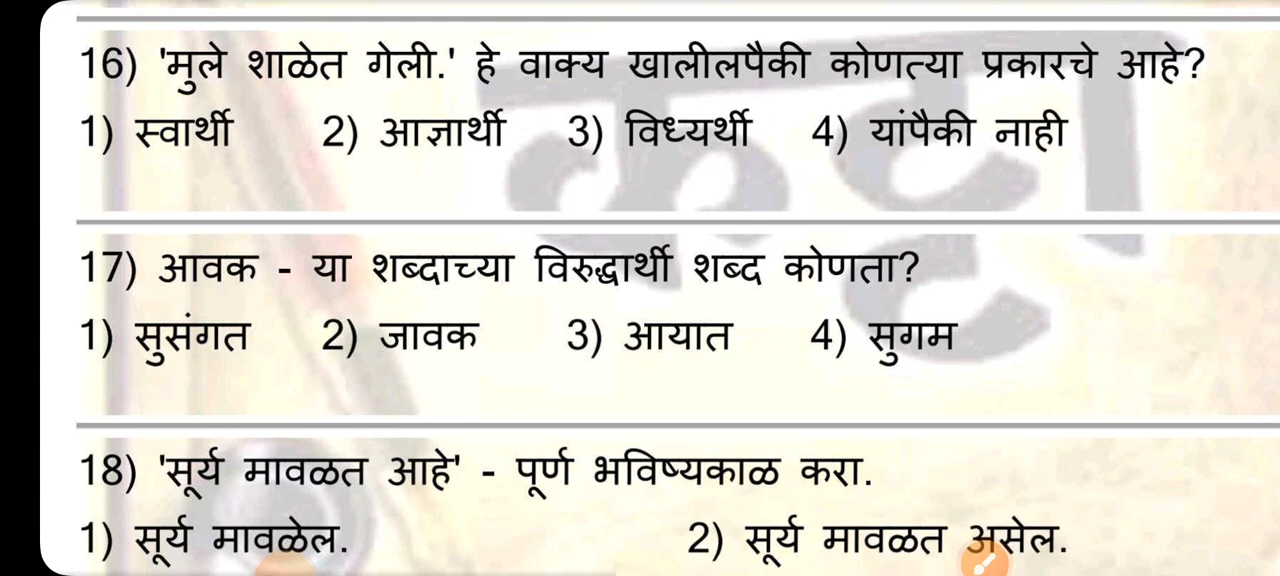 16) 'मुले शाळेत गेली.' हे वाक्य खालीलपैकी कोणत्या प्रकारचे आहे?
1) स्वार्थी 2) आज्ञार्थी 3) विध्यर्थी 4) यांपैकी नाही
17) आवक - या शब्दाच्या विरुद्धार्थी शब्द कोणता?
1) सुसंगत 2) जावक 3) आयात 4) सुगम
18) 'सूर्य मावळत आहे' - पूर्ण भविष्यकाळ करा.
1) सूर्य मावळेल. 2) सूर्य मावळत असेल.